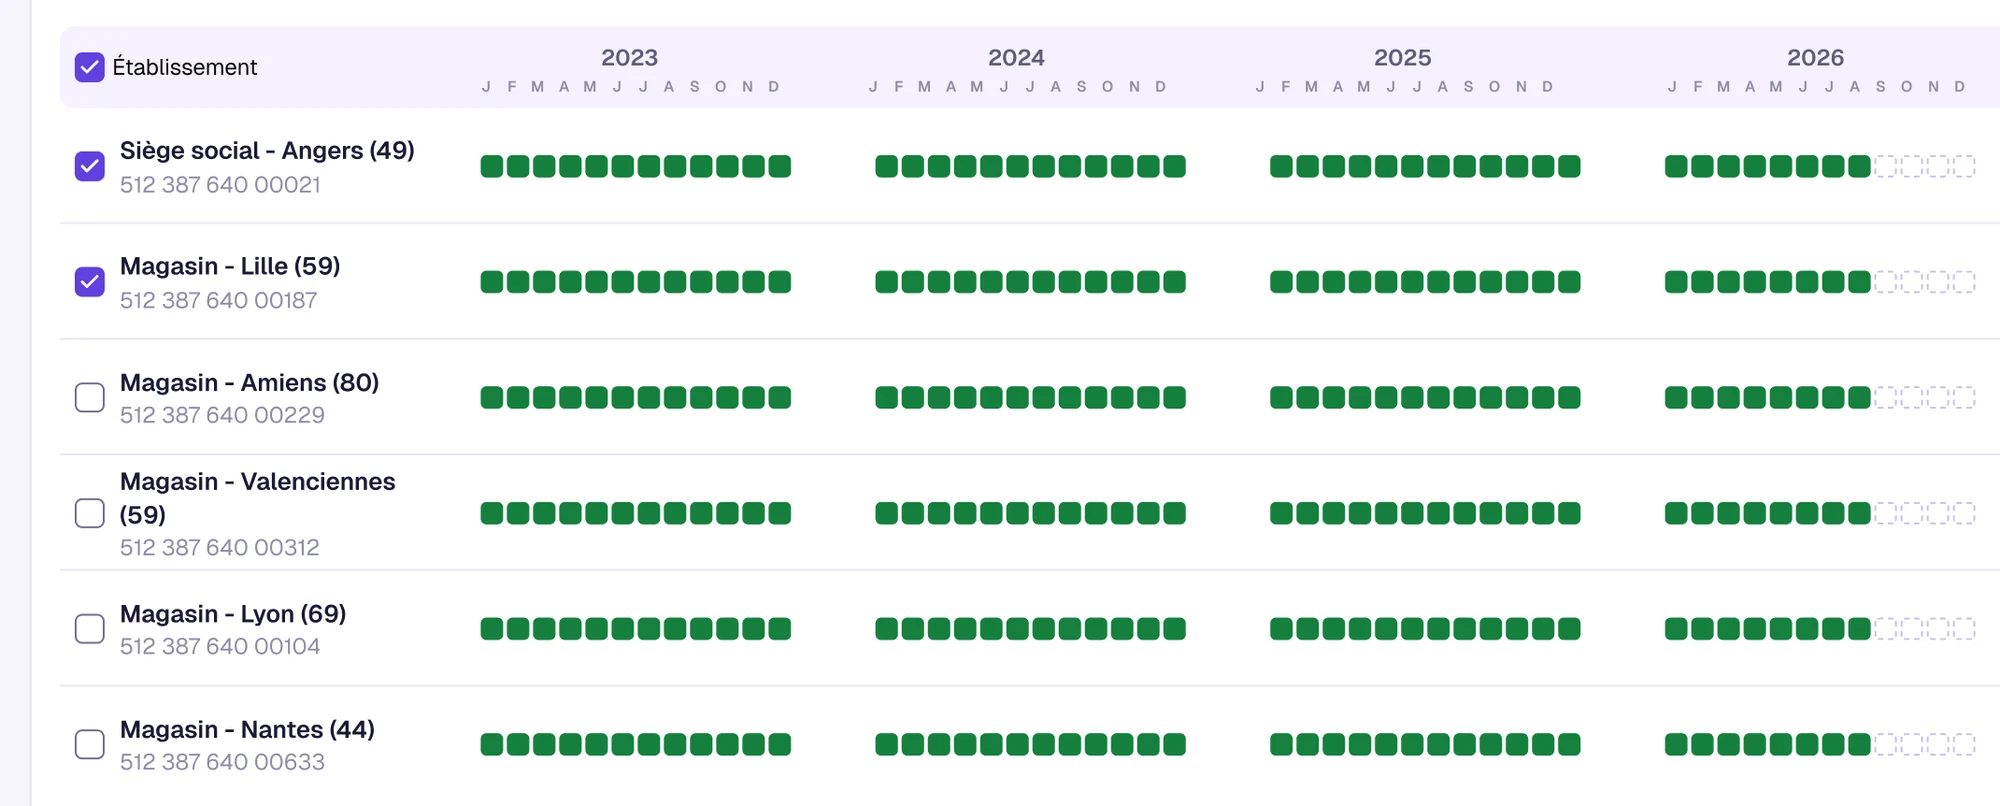 Établissement
2023 2024 2025 2026
J F M A M J J A S O N D J F M A M J J A S O N D J F M A M J J A S O N D J F M A M J J A S O N D
Siège social - Angers (49)
512 387 640 00021
Magasin - Lille (59)
512 387 640 00187
Magasin - Amiens (80)
512 387 640 00229
Magasin - Valenciennes
(59)
512 387 640 00312
Magasin - Lyon (69)
512 387 640 00104
Magasin - Nantes (44)
512 387 640 00633